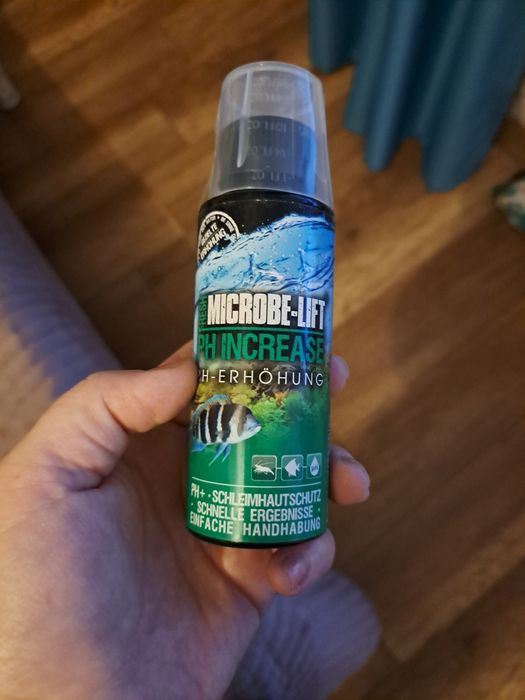 MICROBE-LIFT
PH INCREASE
H-ERHÖHUNG
PH+ · SCHLEIMHAUTSCHUTZ
· SCHNELLE ERGEBNISSE ·
EINFACHE HANDHABUNG